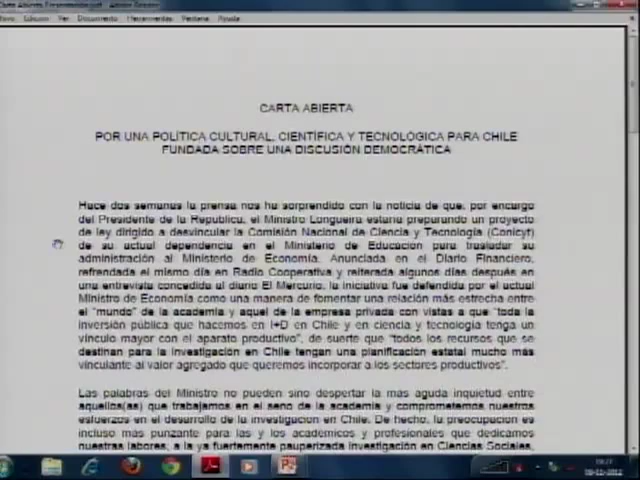 Archivo Edición Ver Documento Herramientas Ventana Ayuda
CARTA ABIERTA
POR UNA POLÍTICA CULTURAL, CIENTÍFICA Y TECNOLÓGICA PARA CHILE
FUNDADA SOBRE UNA DISCUSIÓN DEMOCRÁTICA
Hace dos semanas la prensa nos ha sorprendido con la noticia de que, por encargo
del Presidente de la República, el Ministro Longueira estaría preparando un proyecto
de ley dirigido a desvincular la Comisión Nacional de Ciencia y Tecnología (Conicyt)
de su actual dependencia en el Ministerio de Educación para trasladar su
administración al Ministerio de Economía. Anunciada en el Diario Financiero,
refrendada el mismo día en Radio Cooperativa y reiterada algunos días después en
una entrevista concedida al diario El Mercurio, la iniciativa fue defendida por el actual
Ministro de Economía como una manera de fomentar una relación más estrecha entre
el "mundo" de la academia y aquel de la empresa privada con vistas a que "toda la
inversión pública que hacemos en I+D en Chile y en ciencia y tecnología tenga un
vínculo mayor con el aparato productivo", de suerte que "todos los recursos que se
destinan para la investigación en Chile tengan una planificación estatal mucho más
vinculante al valor agregado que queremos incorporar a los sectores productivos".
Las palabras del Ministro no pueden sino despertar la más aguda inquietud entre
aquellos(as) que trabajamos en el seno de la academia y comprometemos nuestros
esfuerzos en el desarrollo de la investigación en Chile. De hecho, la preocupación es
incluso más punzante para las y los académicos y profesionales que dedicamos
nuestras labores, a la ya fuertemente pauperizada investigación en Ciencias Sociales,